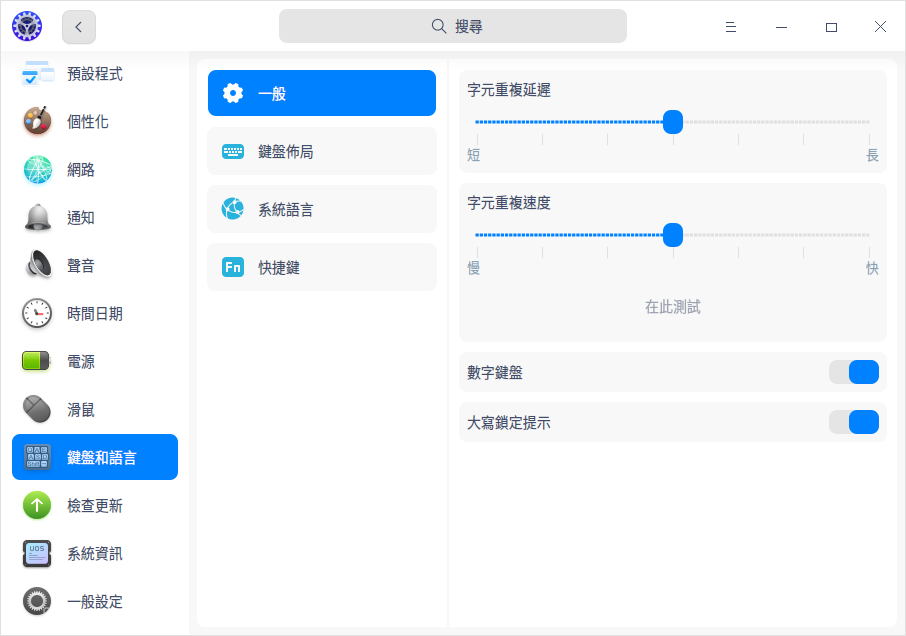 搜尋
預設程式
個性化
網路
通知
聲音
時間日期
電源
滑鼠
鍵盤和語言
檢查更新
系統資訊
一般設定
一般
鍵盤佈局
系統語言
Fn 快捷鍵
字元重複延遲
短 長
字元重複速度
慢 快
在此測試
數字鍵盤
大寫鎖定提示